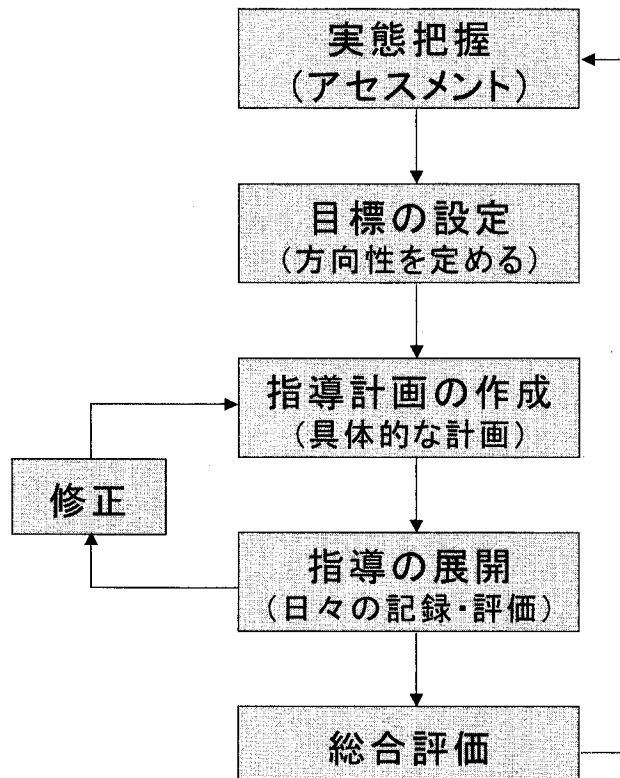 実態把握
(アセスメント)
目標の設定
(方向性を定める)
指導計画の作成
(具体的な計画)
修正
指導の展開
(日々の記録・評価)
総合評価